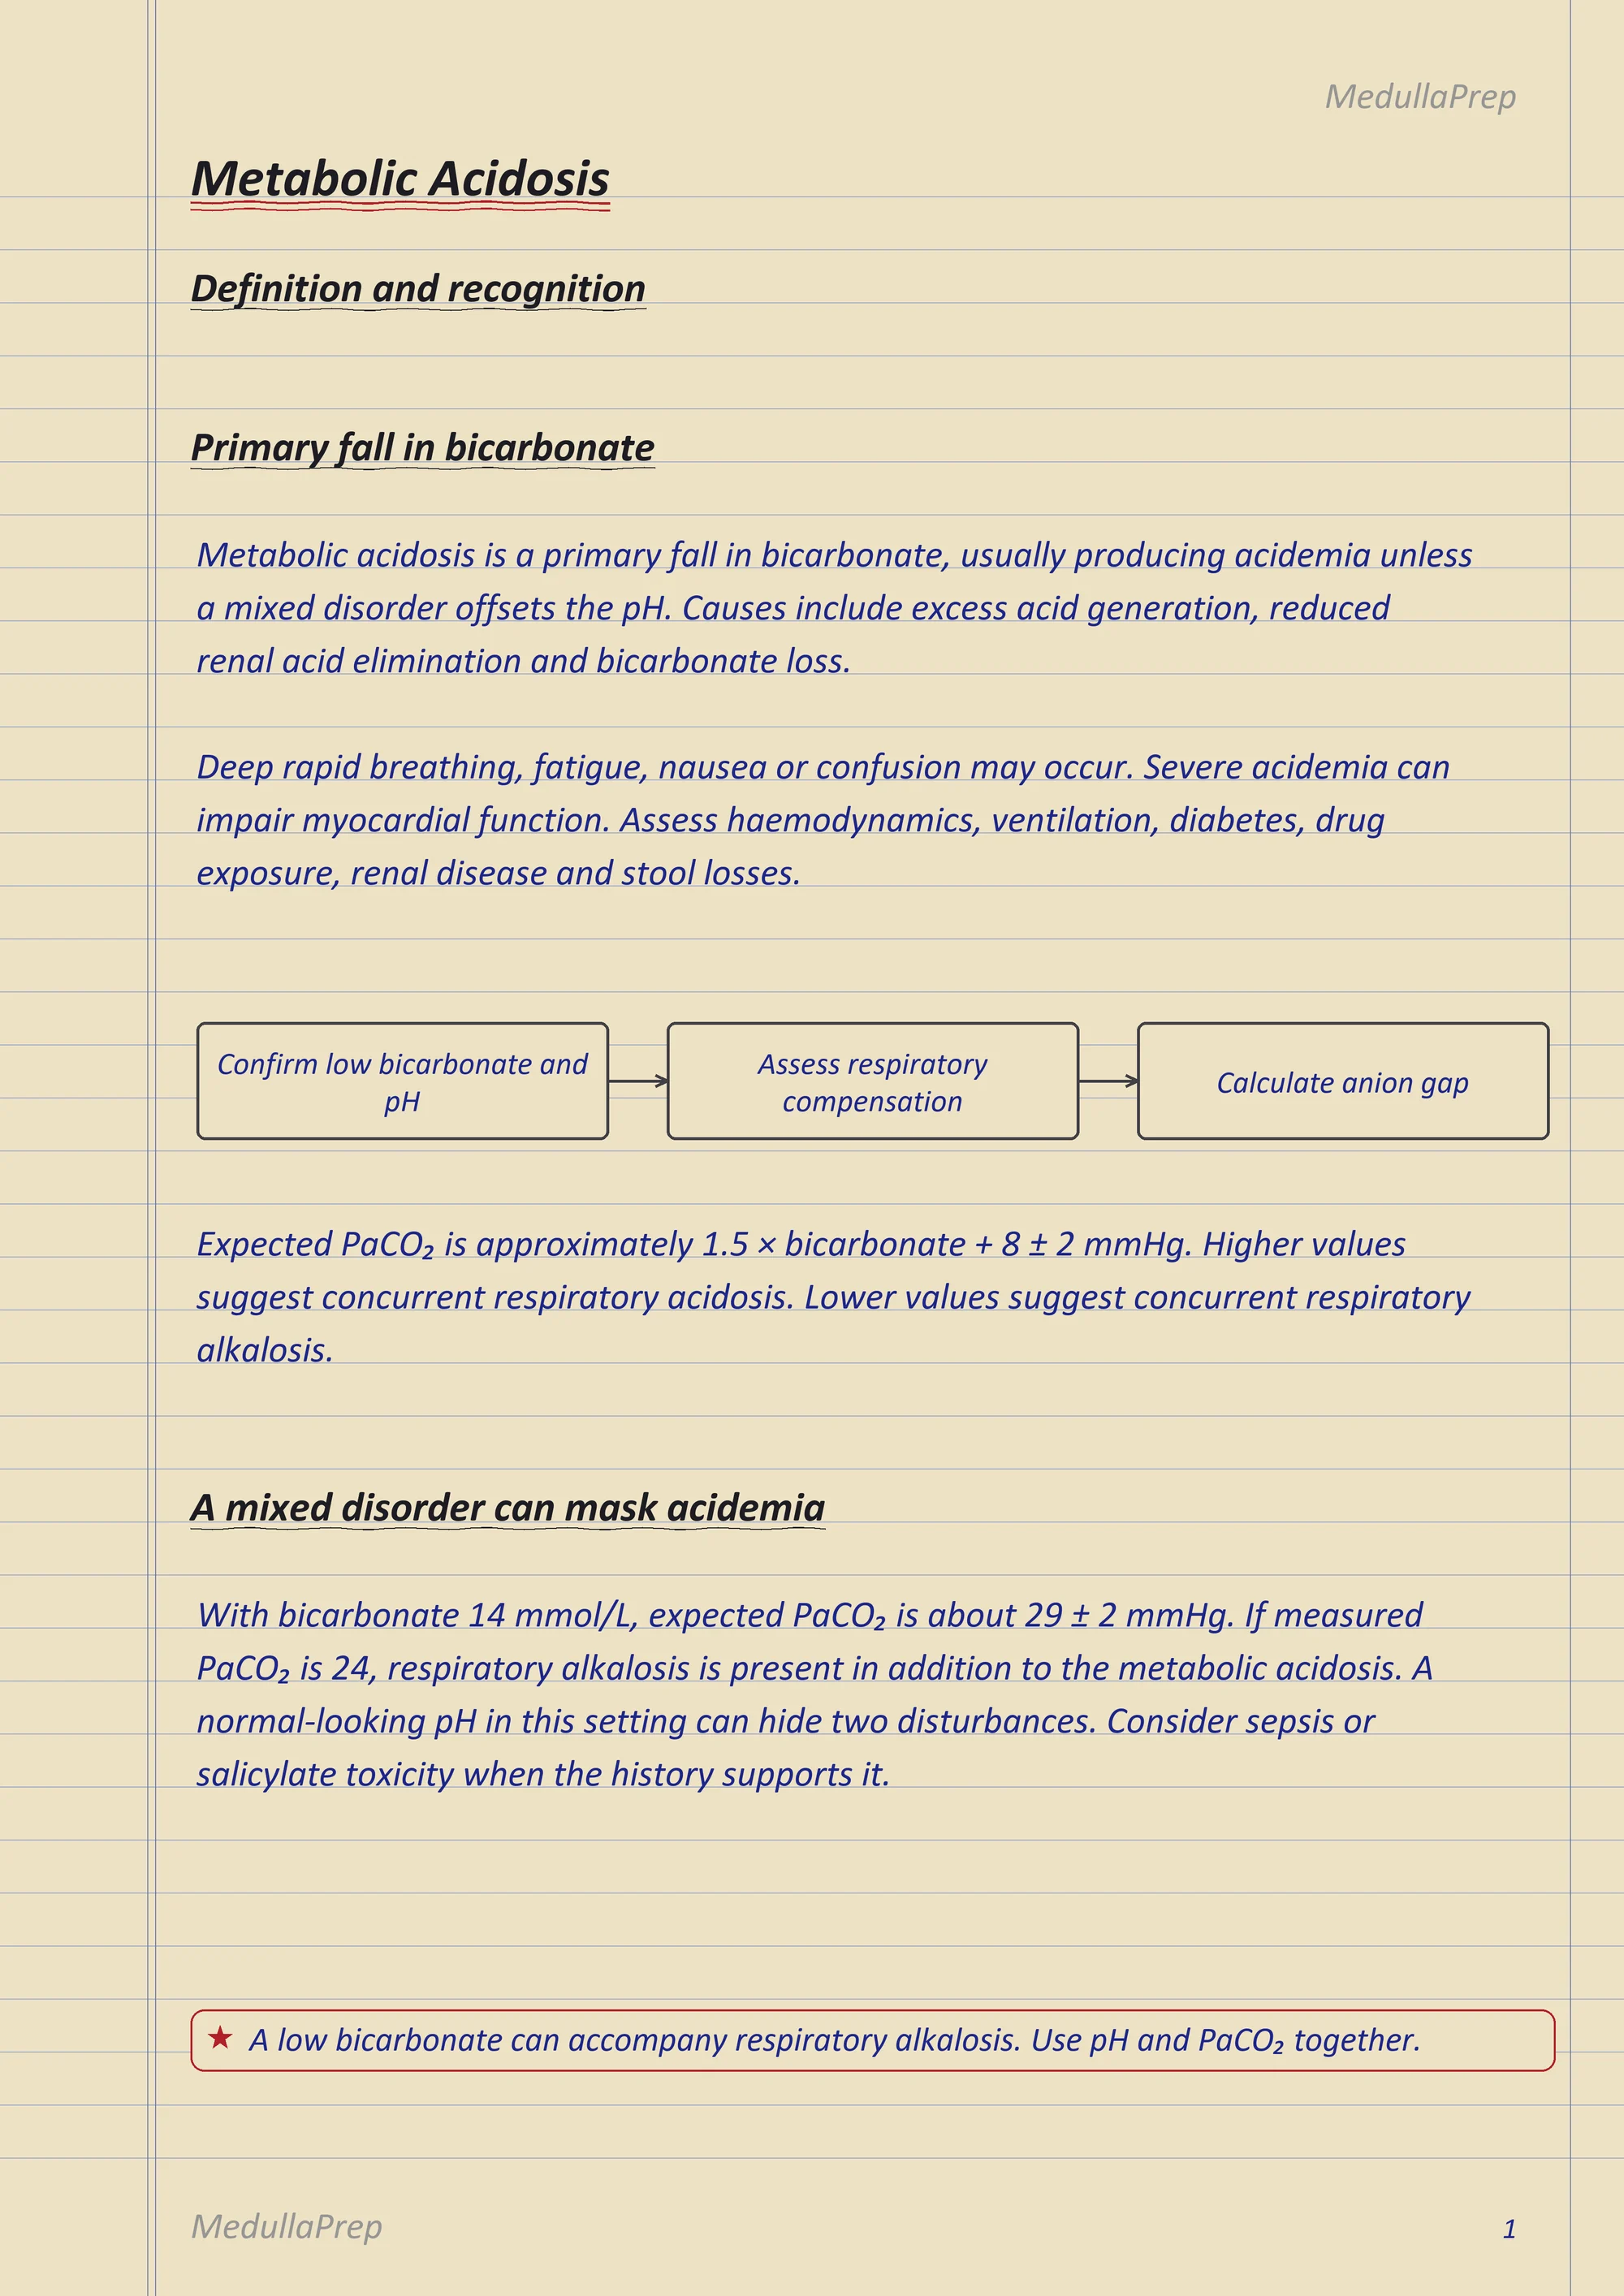 MedullaPrep
Metabolic Acidosis
Definition and recognition
Primary fall in bicarbonate
Metabolic acidosis is a primary fall in bicarbonate, usually producing acidemia unless
a mixed disorder offsets the pH. Causes include excess acid generation, reduced
renal acid elimination and bicarbonate loss.
Deep rapid breathing, fatigue, nausea or confusion may occur. Severe acidemia can
impair myocardial function. Assess haemodynamics, ventilation, diabetes, drug
exposure, renal disease and stool losses.
Confirm low bicarbonate and
pH
Assess respiratory
compensation
Calculate anion gap
Expected PaCO₂ is approximately 1.5 × bicarbonate + 8 ± 2 mmHg. Higher values
suggest concurrent respiratory acidosis. Lower values suggest concurrent respiratory
alkalosis.
A mixed disorder can mask acidemia
With bicarbonate 14 mmol/L, expected PaCO₂ is about 29 ± 2 mmHg. If measured
PaCO₂ is 24, respiratory alkalosis is present in addition to the metabolic acidosis. A
normal-looking pH in this setting can hide two disturbances. Consider sepsis or
salicylate toxicity when the history supports it.
★ A low bicarbonate can accompany respiratory alkalosis. Use pH and PaCO₂ together.
MedullaPrep
1